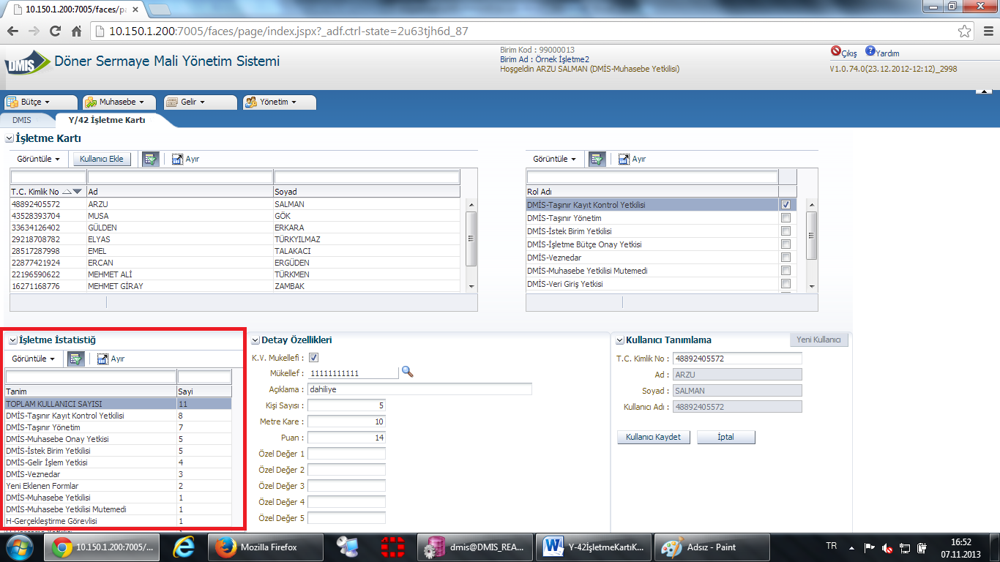 10.150.1.200:7005/faces/pa
10.150.1.200:7005/faces/page/index.jspx?_adf.ctrl-state=2u63tjh6d_87
DMIS Döner Sermaye Mali Yönetim Sistemi
Birim Kod : 99000013
Birim Ad : Örnek İşletme2
Hoşgeldin ARZU SALMAN (DMİS-Muhasebe Yetkilisi)
Çıkış Yardım
V1.0.74.0(23.12.2012-12:12)_2998
Bütçe Muhasebe Gelir Yönetim
DMIS Y/42 İşletme Kartı
İşletme Kartı
Görüntüle Kullanıcı Ekle Ayır
T.C. Kimlik No Ad Soyad
48892405572 ARZU SALMAN
43528393704 MUSA GÖK
33634126402 GÜLDEN ERKARA
29218708782 ELYAS TÜRKYILMAZ
28517287998 EMEL TALAKACI
22877421924 ERCAN ERGÜDEN
22196590622 MEHMET ALİ TÜRKMEN
16271168776 MEHMET GİRAY ZAMBAK
Görüntüle Ayır
Rol Adı
DMİS-Taşınır Kayıt Kontrol Yetkilisi
DMİS-Taşınır Yönetim
DMİS-İstek Birim Yetkilisi
DMİS-İşletme Bütçe Onay Yetkisi
DMİS-Veznedar
DMİS-Muhasebe Yetkilisi Mutemedi
DMİS-Veri Giriş Yetkisi
İşletme İstatistiğ
Görüntüle Ayır
Tanim Sayi
TOPLAM KULLANICI SAYISI 11
DMİS-Taşınır Kayıt Kontrol Yetkilisi 8
DMİS-Taşınır Yönetim 7
DMİS-Muhasebe Onay Yetkisi 5
DMİS-İstek Birim Yetkilisi 5
DMİS-Gelir İşlem Yetkisi 4
DMİS-Veznedar 3
Yeni Eklenen Formlar 2
DMİS-Muhasebe Yetkilisi 1
DMİS-Muhasebe Yetkilisi Mutemedi 1
H-Gerçekleştirme Görevlisi 1
Detay Özellikleri
K.V. Mukellefi :
Mükellef : 11111111111
Açıklama : dahiliye
Kişi Sayısı : 5
Metre Kare : 10
Puan : 14
Özel Değer 1
Özel Değer 2
Özel Değer 3
Özel Değer 4
Özel Değer 5
Kullanıcı Tanımlama Yeni Kullanıcı
T.C. Kimlik No : 48892405572
Ad : ARZU
Soyad : SALMAN
Kullanıcı Adı : 48892405572
Kullanıcı Kaydet İptal
10.150.1.200:7005/... Mozilla Firefox dmis@DMIS_REA... Y-42İşletmeKartıK... Adsız - Paint TR 16:52
07.11.2013